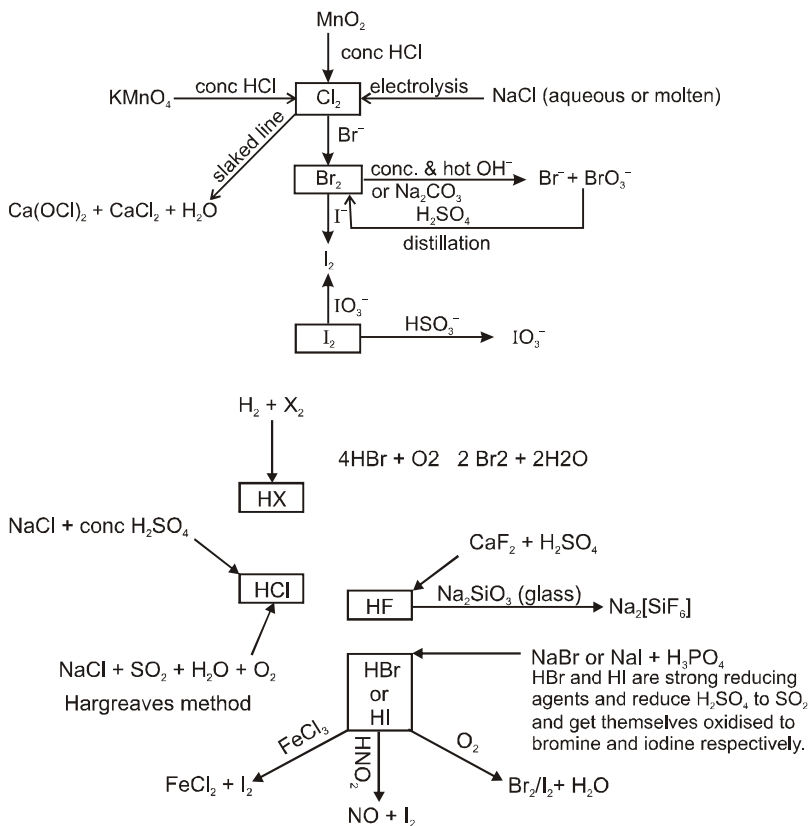 MnO₂
conc HCl
KMnO₄ conc HCl Cl₂ electrolysis NaCl (aqueous or molten)
slaked line
Br⁻
Br₂ conc. & hot OH⁻ Br⁻ + BrO₃⁻
or Na₂CO₃
Ca(OCl)₂ + CaCl₂ + H₂O I⁻ H₂SO₄
distillation
I₂
IO₃⁻
I₂ HSO₃⁻ IO₃⁻
H₂ + X₂
4HBr + O2 2 Br2 + 2H2O
HX
NaCl + conc H₂SO₄
CaF₂ + H₂SO₄
HCl
HF Na₂SiO₃ (glass) Na₂[SiF₆]
NaCl + SO₂ + H₂O + O₂
Hargreaves method
HBr
or
HI
NaBr or NaI + H₃PO₄
HBr and HI are strong reducing
agents and reduce H₂SO₄ to SO₂
and get themselves oxidised to
bromine and iodine respectively.
FeCl₃ HNO₂ O₂
FeCl₂ + I₂ Br₂/I₂+ H₂O
NO + I₂